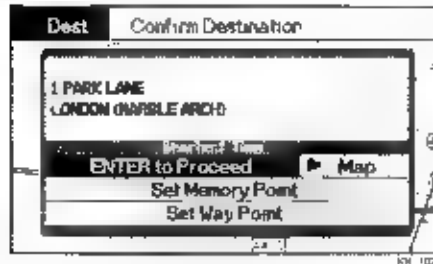 Dest Confirm Destination
1 PARK LANE
LONDON (MARBLE ARCH)
ENTER to Proceed Map
Set Memory Point
Set Way Point